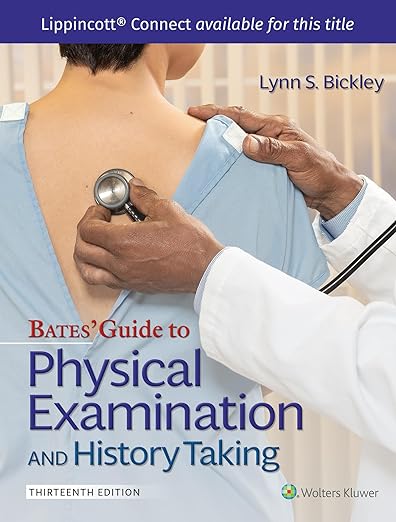 Lippincott® Connect available for this title
Lynn S. Bickley
BATES' Guide to
Physical
Examination
AND History Taking
THIRTEENTH EDITION
Wolters Kluwer